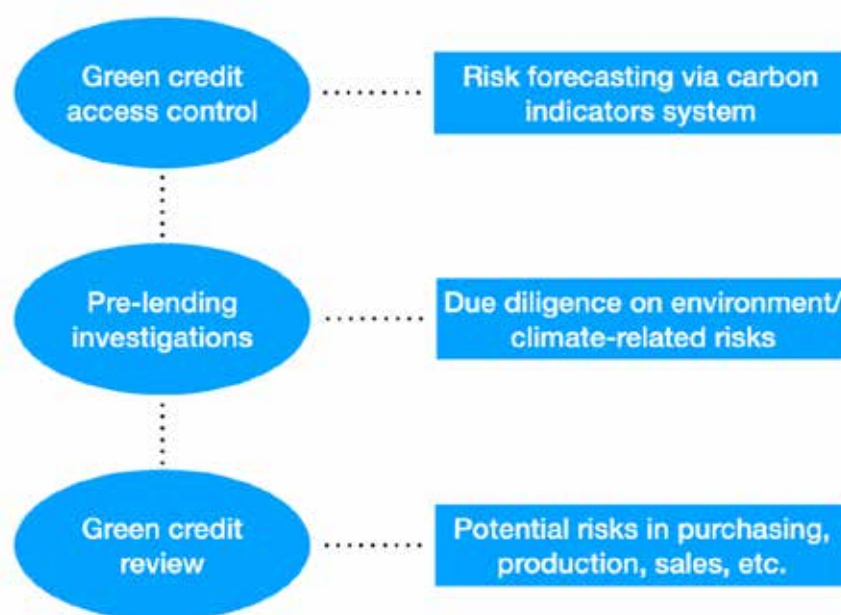 Green credit
access control
Risk forecasting via carbon
indicators system
Pre-lending
investigations
Due diligence on environment/
climate-related risks
Green credit
review
Potential risks in purchasing,
production, sales, etc.